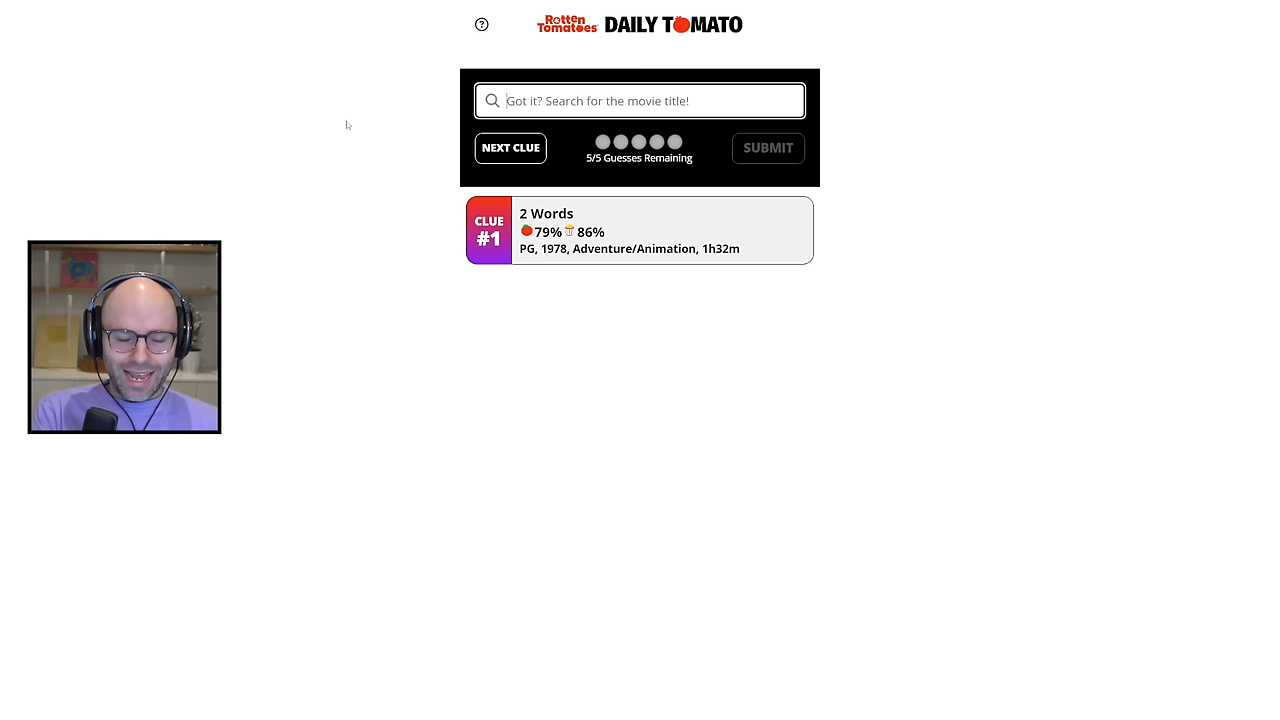 Rotten Tomatoes DAILY TOMATO
Got it? Search for the movie title!
NEXT CLUE
5/5 Guesses Remaining
SUBMIT
CLUE #1
2 Words
79% 86%
PG, 1978, Adventure/Animation, 1h32m